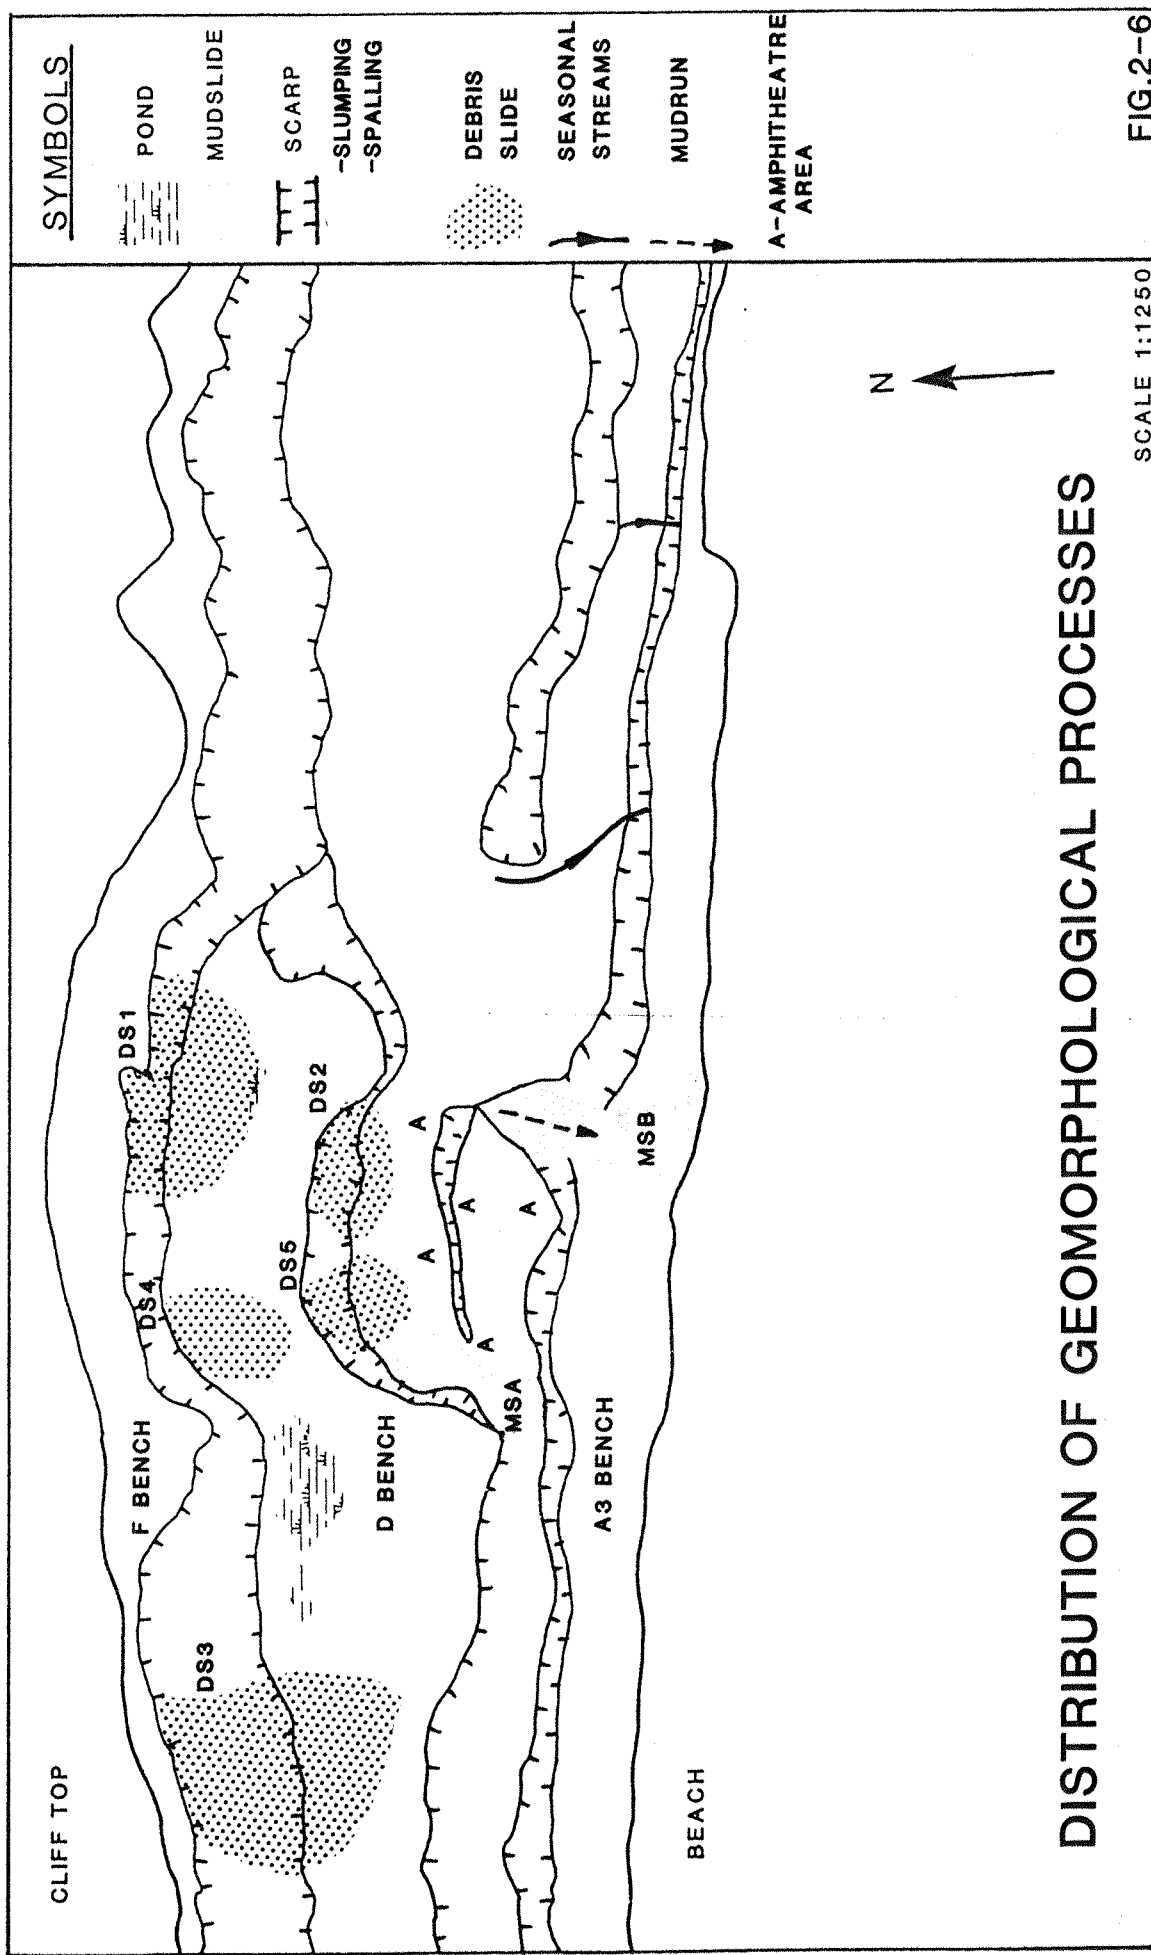 CLIFF TOP
F BENCH
DS3
DS4
DS1
D BENCH
DS5
DS2
MSA
A
A
A
A
A
A3 BENCH
MSB
BEACH
N
DISTRIBUTION OF GEOMORPHOLOGICAL PROCESSES
SCALE 1:1250
SYMBOLS
POND
MUDSLIDE
SCARP
-SLUMPING
-SPALLING
DEBRIS
SLIDE
SEASONAL
STREAMS
MUDRUN
A-AMPHITHEATRE
AREA
FIG.2-6